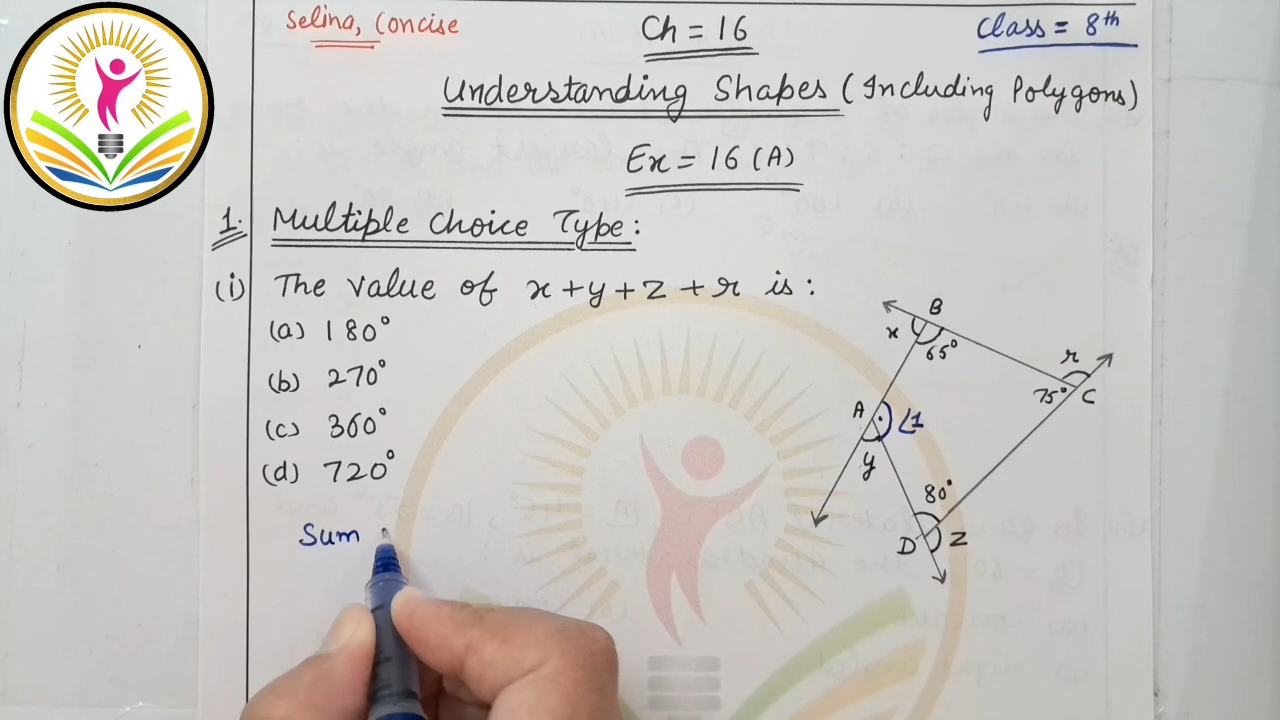 Selina, Concise
Ch = 16
Class = 8th
Understanding Shapes (Including Polygons)
Ex = 16 (A)
1. Multiple Choice Type:
(i) The value of x+y+z+r is:
(a) 180°
(b) 270°
(c) 360°
(d) 720°
Sum
B
x
65°
r
75°
C
A
∠1
y
80°
D
z